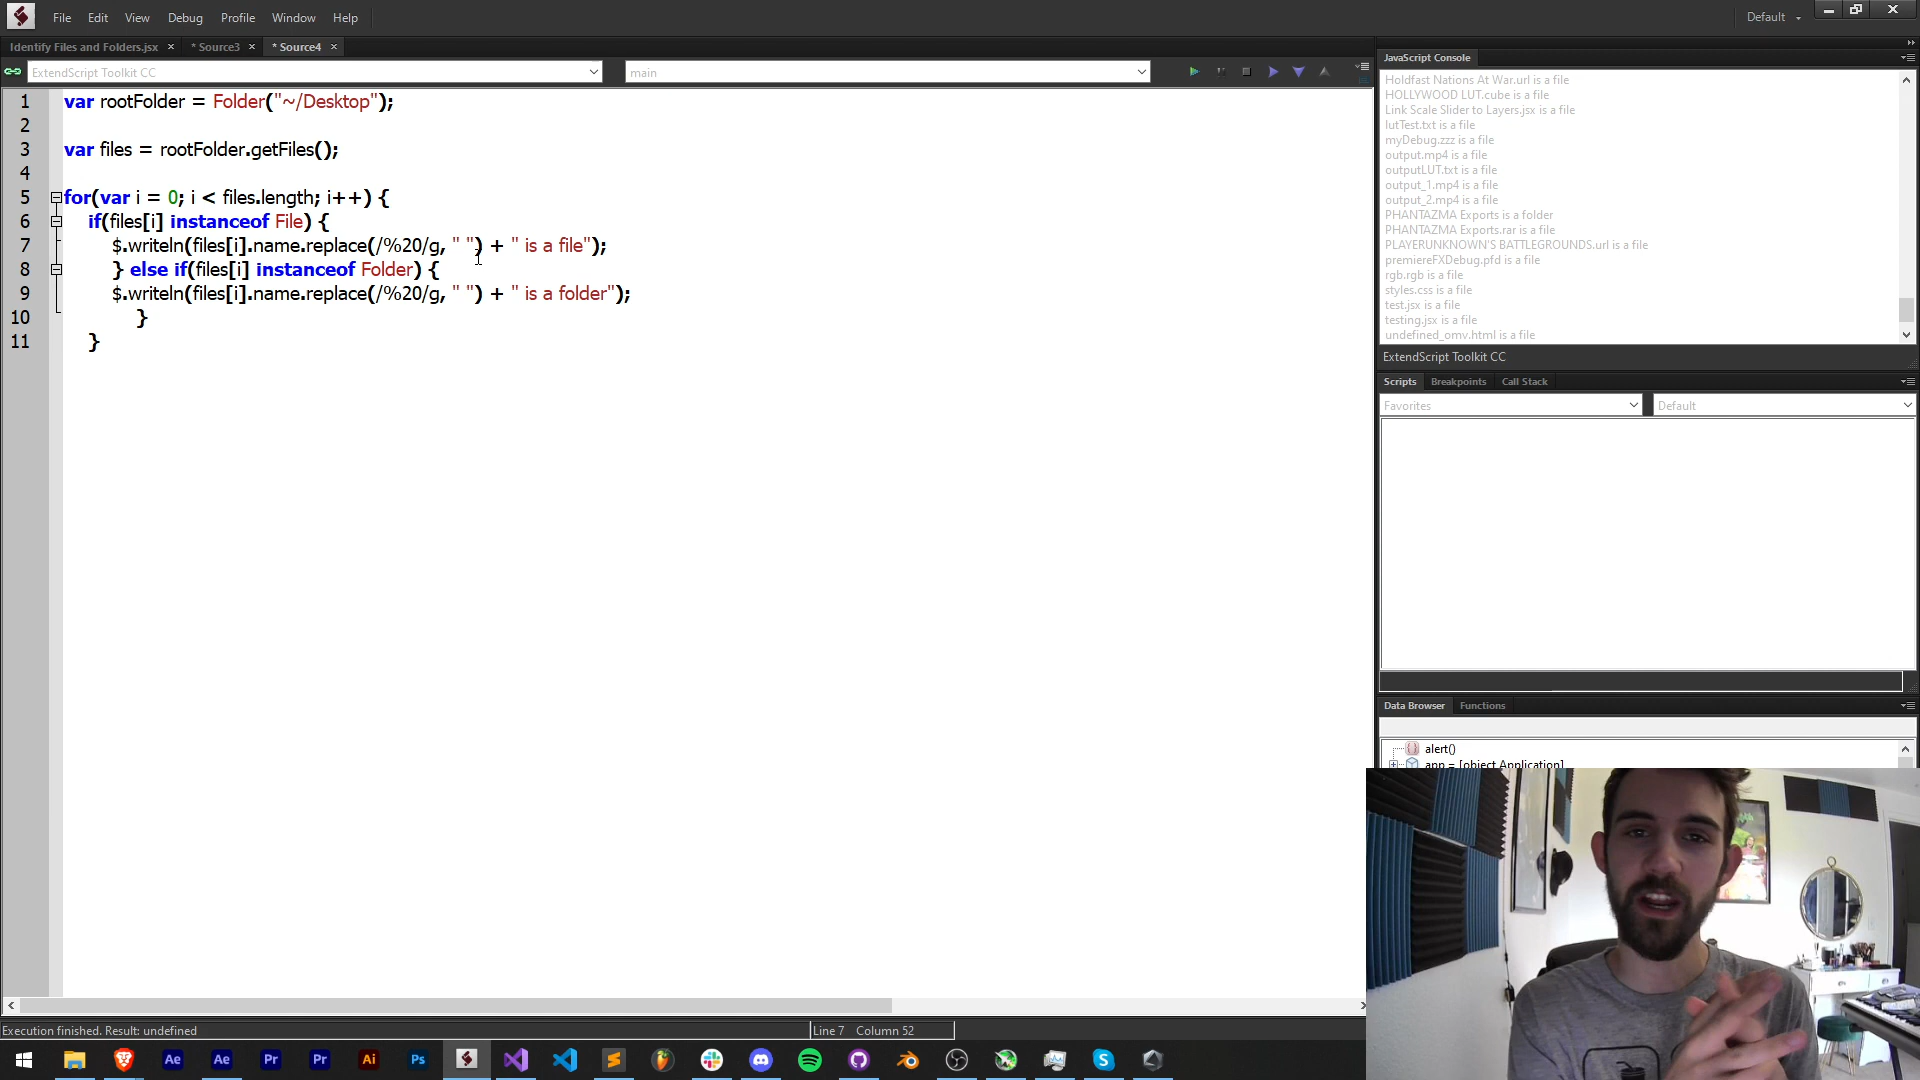 File Edit View Debug Profile Window Help
Default
Identify Files and Folders.jsx × * Source3 × * Source4 ×
ExtendScript Toolkit CC
main
1 var rootFolder = Folder("~/Desktop");
2
3 var files = rootFolder.getFiles();
4
5 for(var i = 0; i < files.length; i++) {
6 if(files[i] instanceof File) {
7 $.writeln(files[i].name.replace(/%20/g, " ") + " is a file");
8 } else if(files[i] instanceof Folder) {
9 $.writeln(files[i].name.replace(/%20/g, " ") + " is a folder");
10 }
11 }
JavaScript Console
Holdfast Nations At War.url is a file
HOLLYWOOD LUT.cube is a file
Link Scale Slider to Layers.jsx is a file
lutTest.txt is a file
myDebug.zzz is a file
output.mp4 is a file
outputLUT.txt is a file
output_1.mp4 is a file
output_2.mp4 is a file
PHANTAZMA Exports is a folder
PHANTAZMA Exports.rar is a file
PLAYERUNKNOWN'S BATTLEGROUNDS.url is a file
premiereFXDebug.pfd is a file
rgb.rgb is a file
styles.css is a file
test.jsx is a file
testing.jsx is a file
undefined_omv.html is a file
ExtendScript Toolkit CC
Scripts Breakpoints Call Stack
Favorites Default
Data Browser Functions
alert()
app = [object Application]
Execution finished. Result: undefined
Line 7 Column 52
Ae Ae Pr Pr Ai Ps